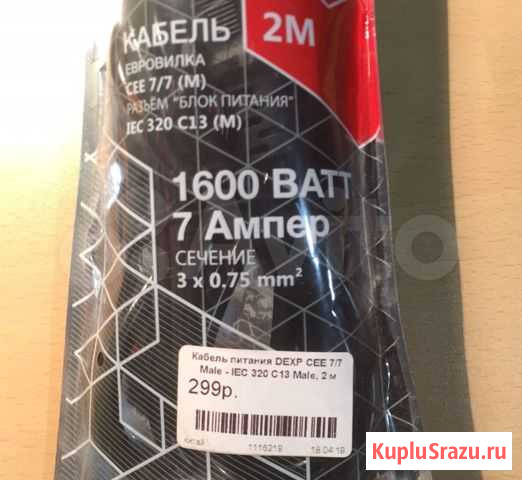 КАБЕЛЬ
2М
ЕВРОВИЛКА
CEE 7/7 (M)
РАЗЪЕМ "БЛОК ПИТАНИЯ"
IEC 320 C13 (M)
1600 ВАТТ
7 Ампер
СЕЧЕНИЕ
3 x 0.75 mm²
Кабель питания DEXP CEE 7/7
Male - IEC 320 C13 Male, 2 м
299р.
Китай
1116219
18.04.19
KupluSrazu.ru